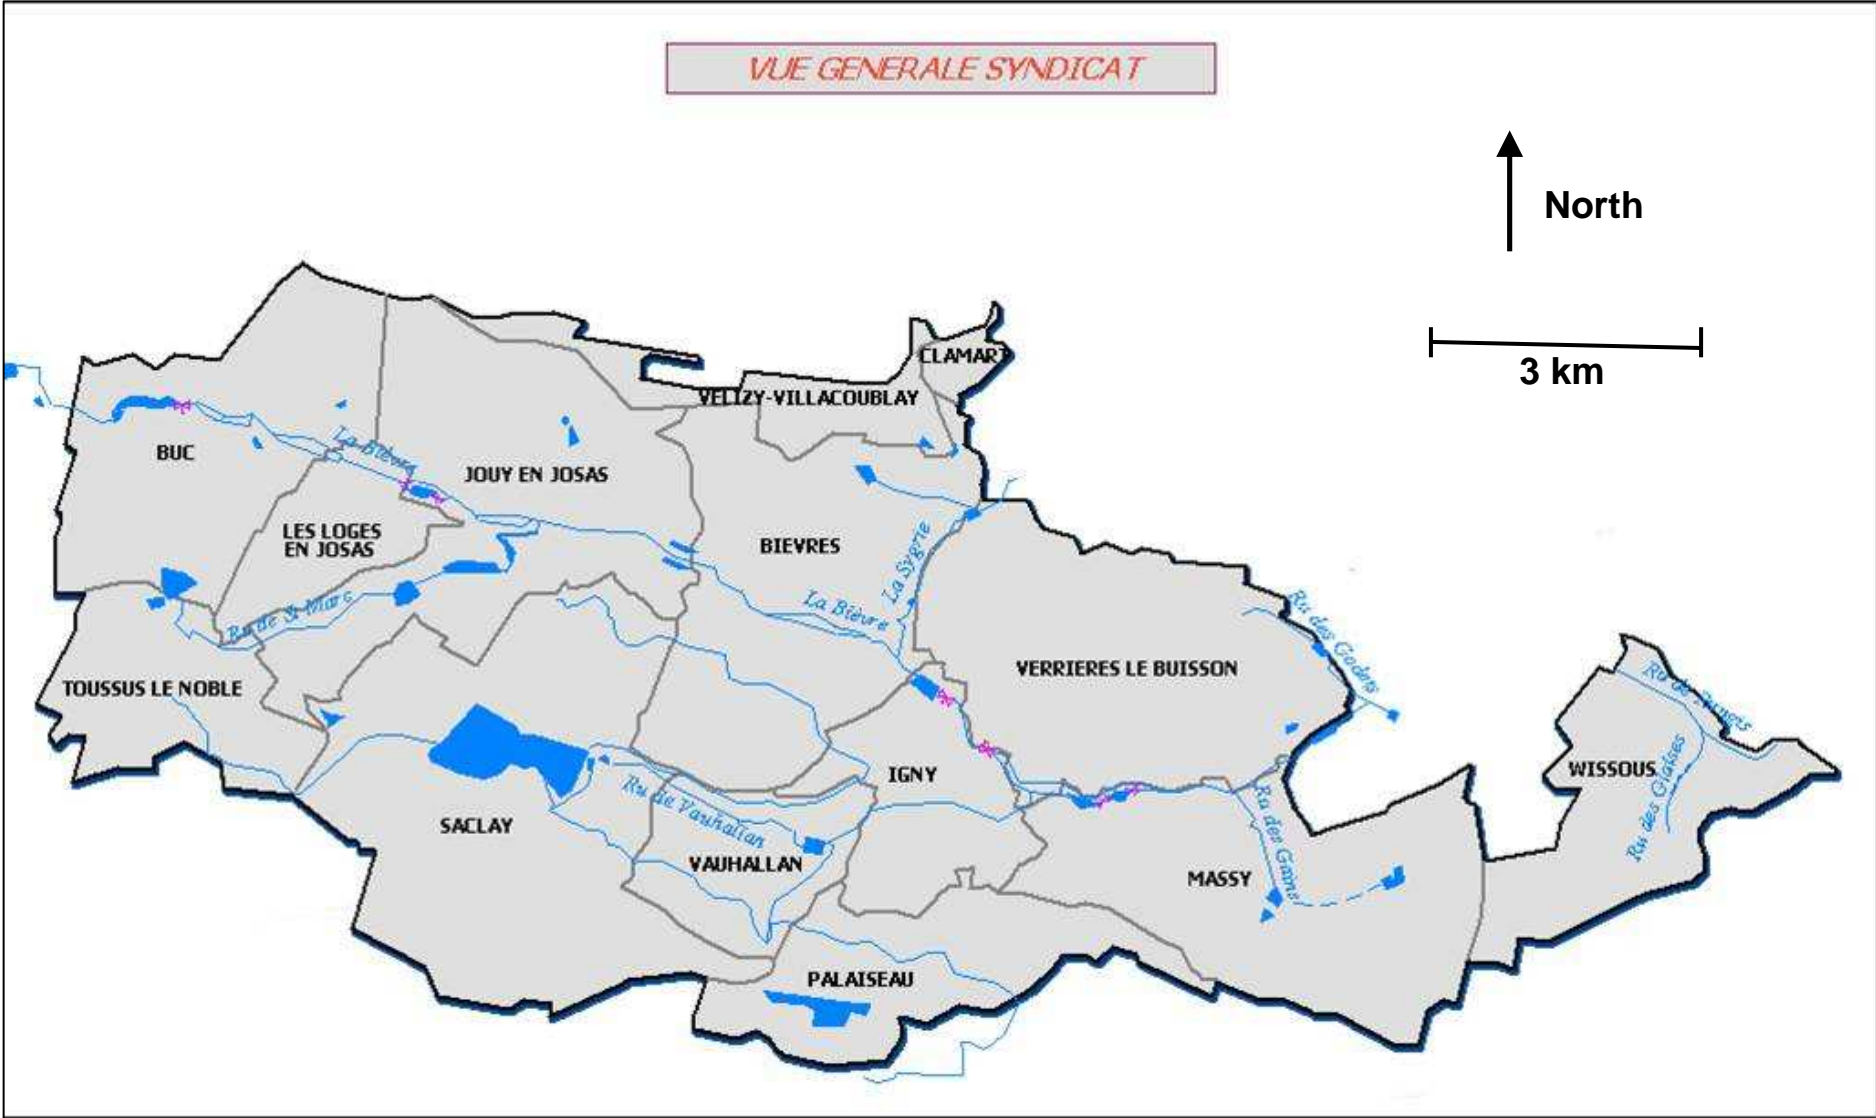 VUE GENERALE SYNDICAT
North
3 km
CLAMART
VELIZY-VILLACOUBLAY
La Bièvre
BUC
JOUY EN JOSAS
LES LOGES
EN JOSAS
BIEVRES
La Sygrie
La Bièvre
Ru de St Marc
Ru des Godets
VERRIERES LE BUISSON
TOUSSUS LE NOBLE
Ru de Rungis
IGNY
WISSOUS
Ru des Glaises
Ru de Vauhallan
SACLAY
VAUHALLAN
Ru des Gains
MASSY
PALAISEAU